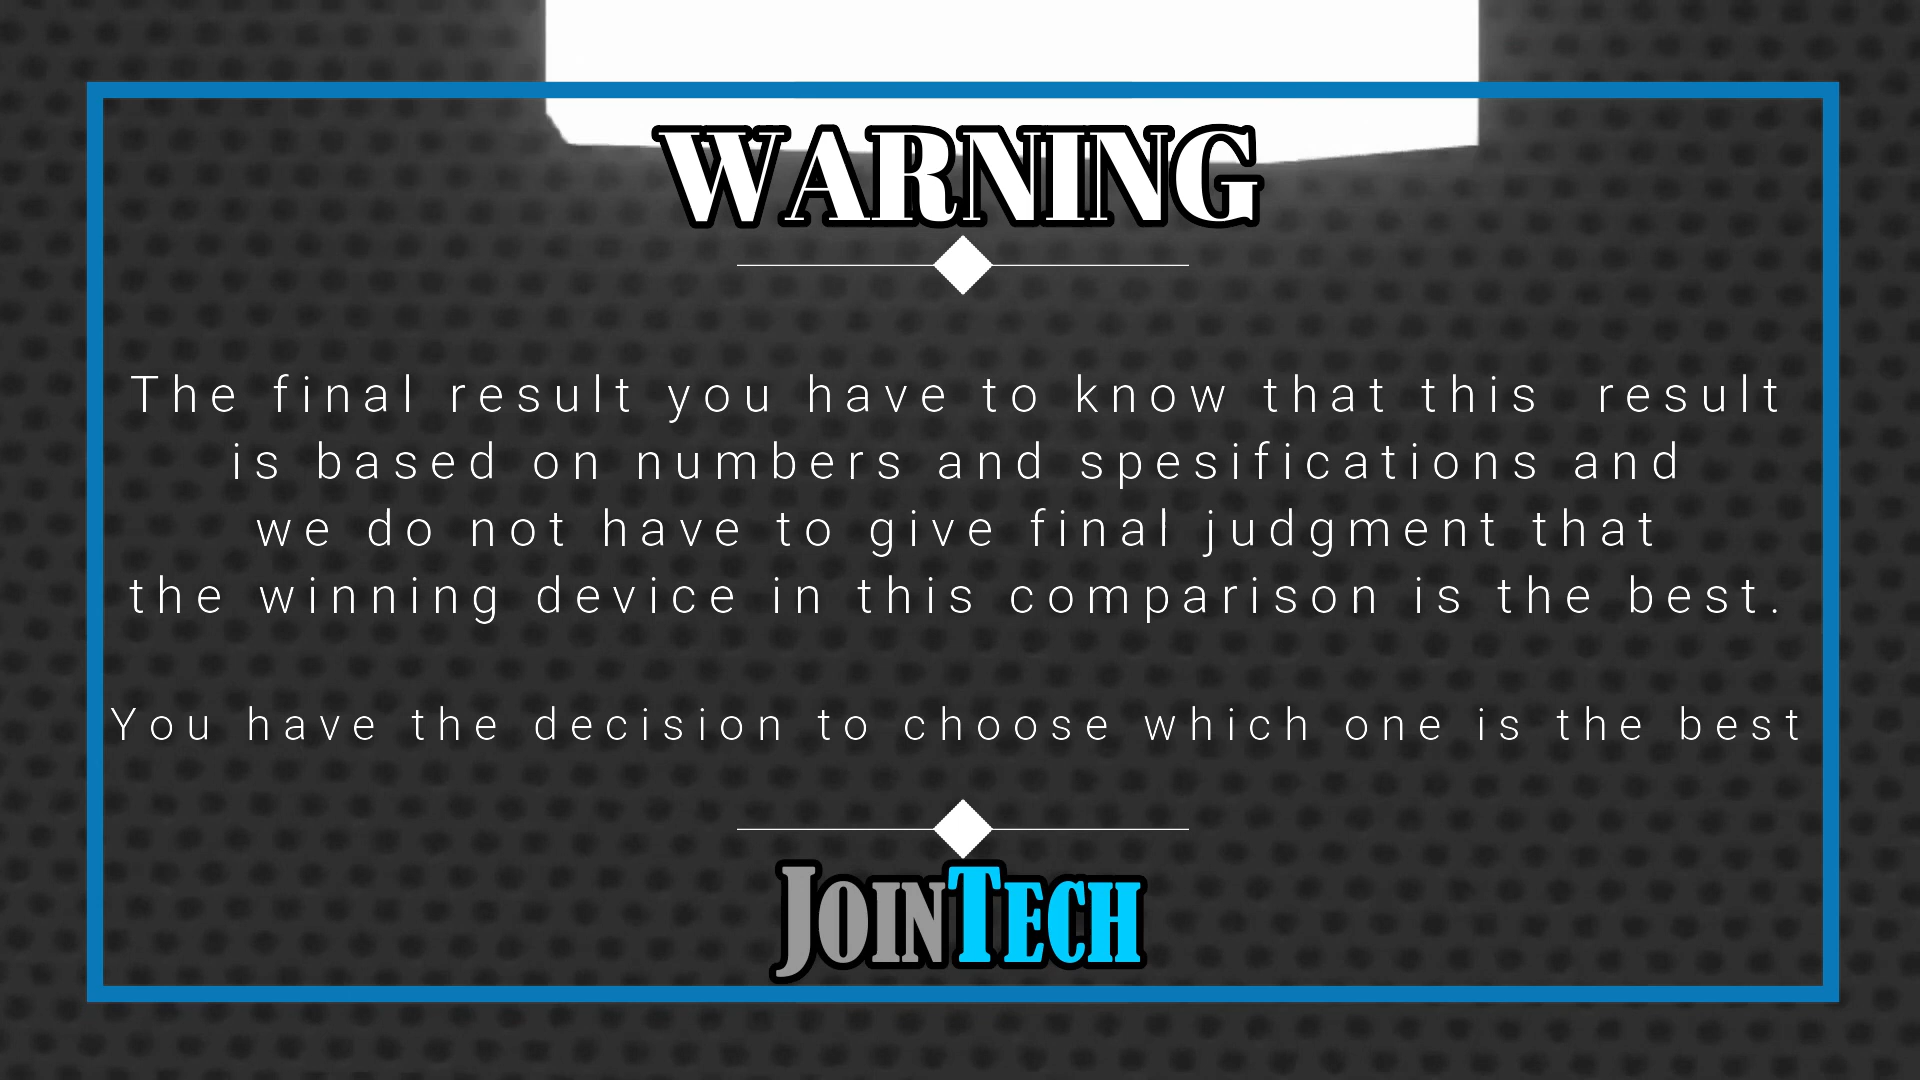 WARNING
The final result you have to know that this result
is based on numbers and spesifications and
we do not have to give final judgment that
the winning device in this comparison is the best.
You have the decision to choose which one is the best
JOINTECH